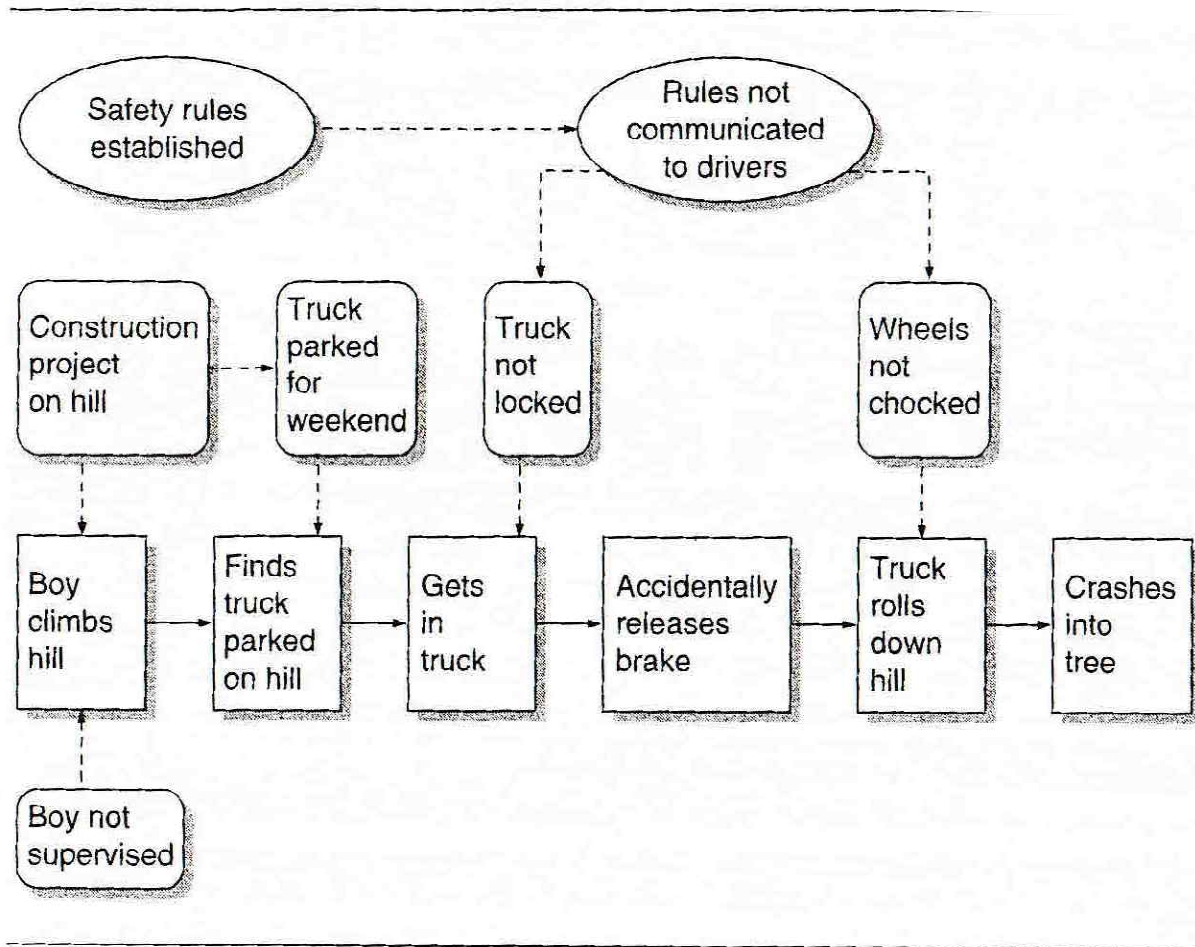 Safety rules
established
Rules not
communicated
to drivers
Construction
project
on hill
Truck
parked
for
weekend
Truck
not
locked
Wheels
not
chocked
Boy
climbs
hill
Finds
truck
parked
on hill
Gets
in
truck
Accidentally
releases
brake
Truck
rolls
down
hill
Crashes
into
tree
Boy not
supervised